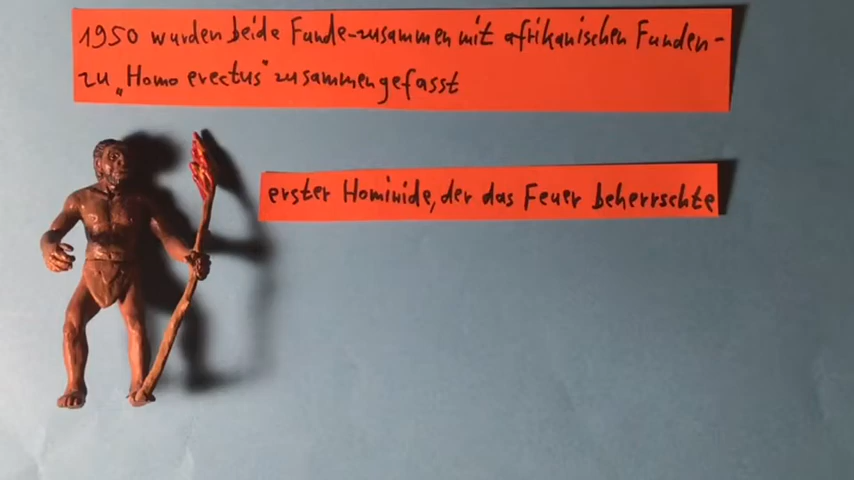 1950 wurden beide Funde-zusammen mit afrikanischen Funden-
zu „Homo erectus" zusammengefasst
erster Hominide, der das Feuer beherrschte